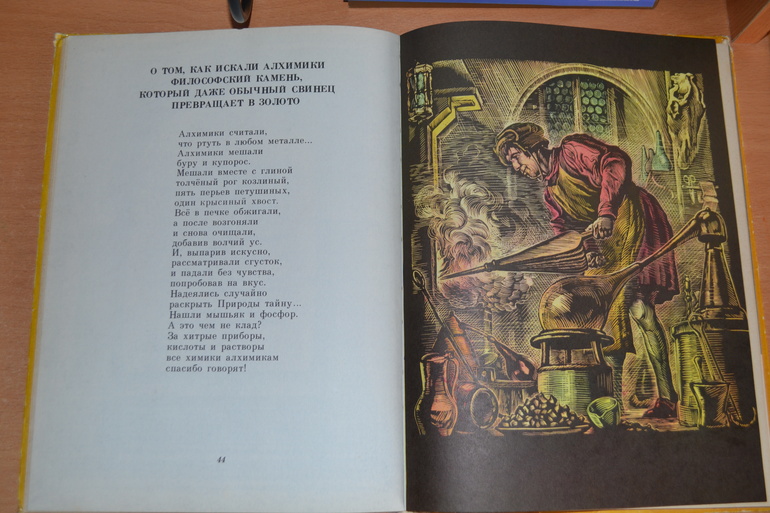 О ТОМ, КАК ИСКАЛИ АЛХИМИКИ
ФИЛОСОФСКИЙ КАМЕНЬ,
КОТОРЫЙ ДАЖЕ ОБЫЧНЫЙ СВИНЕЦ
ПРЕВРАЩАЕТ В ЗОЛОТО
Алхимики считали,
что ртуть в любом металле...
Алхимики мешали
буру и купорос.
Мешали вместе с глиной
толчёный рог козлиный,
пять перьев петушиных,
один крысиный хвост.
Всё в печке обжигали,
а после возгоняли
и снова очищали,
добавив волчий ус.
И, выпарив искусно,
рассматривали сгусток,
и падали без чувства,
попробовав на вкус.
Надеялись случайно
раскрыть Природы тайну...
Нашли мышьяк и фосфор.
А это чем не клад?
За хитрые приборы,
кислоты и растворы
все химики алхимикам
спасибо говорят!
44